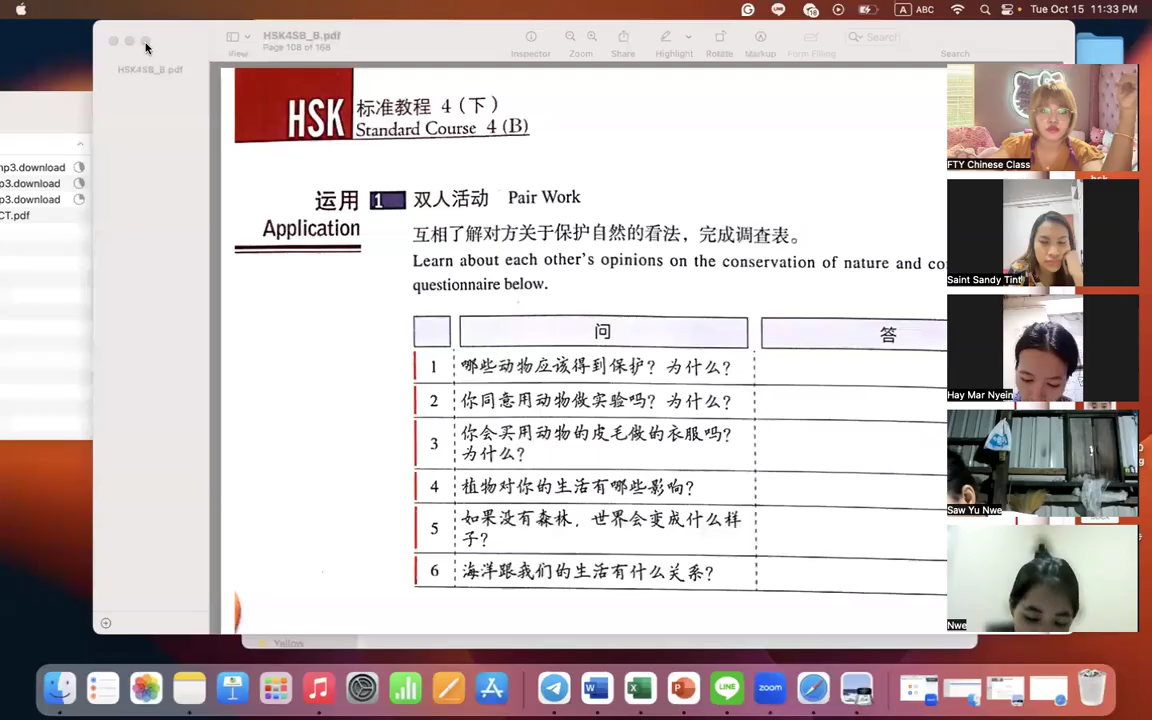 A ABC Tue Oct 15 11:33 PM
HSK4SB_B.pdf
Page 108 of 168
View
Inspector Zoom Share Highlight Rotate Markup Form Filling Search
Search
HSK4SB_B.pdf
mp3.download
mp3.download
mp3.download
CT.pdf
HSK 标准教程 4（下）
Standard Course 4 (B)
运用 1 双人活动 Pair Work
Application
互相了解对方关于保护自然的看法，完成调查表。
Learn about each other's opinions on the conservation of nature and co
questionnaire below.
问 答
1 哪些动物应该得到保护？为什么？
2 你同意用动物做实验吗？为什么？
3 你会买用动物的皮毛做的衣服吗？
为什么？
4 植物对你的生活有哪些影响？
5 如果没有森林，世界会变成什么样
子？
6 海洋跟我们的生活有什么关系？
FTY Chinese Class
Saint Sandy Tint
Hay Mar Nyein
Saw Yu Nwe
Nwe
Yellow
LINE
zoom